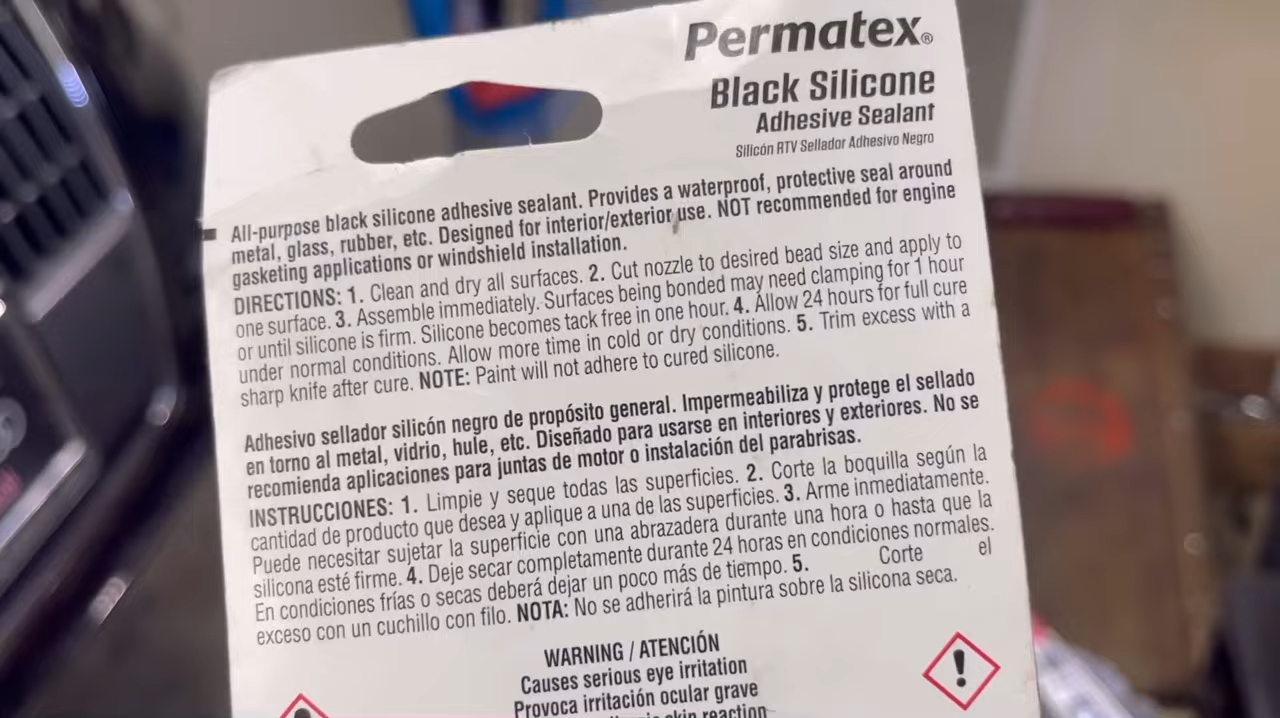 Permatex®
Black Silicone
Adhesive Sealant
Silicón RTV Sellador Adhesivo Negro
All-purpose black silicone adhesive sealant. Provides a waterproof, protective seal around
metal, glass, rubber, etc. Designed for interior/exterior use. NOT recommended for engine
gasketing applications or windshield installation.
DIRECTIONS: 1. Clean and dry all surfaces. 2. Cut nozzle to desired bead size and apply to
one surface. 3. Assemble immediately. Surfaces being bonded may need clamping for 1 hour
or until silicone is firm. Silicone becomes tack free in one hour. 4. Allow 24 hours for full cure
under normal conditions. Allow more time in cold or dry conditions. 5. Trim excess with a
sharp knife after cure. NOTE: Paint will not adhere to cured silicone.
Adhesivo sellador silicón negro de propósito general. Impermeabiliza y protege el sellado
en torno al metal, vidrio, hule, etc. Diseñado para usarse en interiores y exteriores. No se
recomienda aplicaciones para juntas de motor o instalación del parabrisas.
INSTRUCCIONES: 1. Limpie y seque todas las superficies. 2. Corte la boquilla según la
cantidad de producto que desea y aplique a una de las superficies. 3. Arme inmediatamente.
Puede necesitar sujetar la superficie con una abrazadera durante una hora o hasta que la
silicona esté firme. 4. Deje secar completamente durante 24 horas en condiciones normales.
En condiciones frías o secas deberá dejar un poco más de tiempo. 5. Corte el
exceso con un cuchillo con filo. NOTA: No se adherirá la pintura sobre la silicona seca.
WARNING / ATENCIÓN
Causes serious eye irritation
Provoca irritación ocular grave
skin reaction